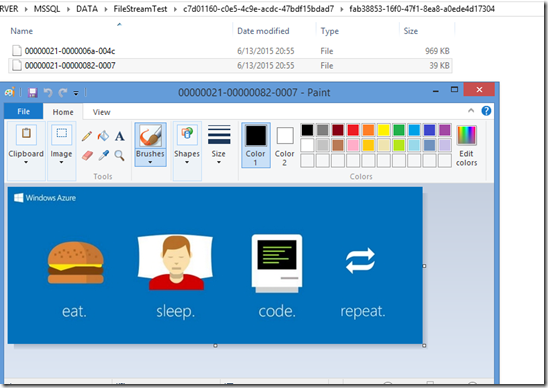 RVER ▸ MSSQL ▸ DATA ▸ FileStreamTest ▸ c7d01160-c0e5-4c9e-acdc-47bdf15bdad7 ▸ fab38853-16f0-47f1-8ea8-a0ede4d17304
Name Date modified Type Size
00000021-0000006a-004c 6/13/2015 20:55 File 969 KB
00000021-00000082-0007 6/13/2015 20:55 File 39 KB
00000021-00000082-0007 - Paint
File Home View
Clipboard Image Brushes Shapes Size Color 1 Color 2 Edit colors
Tools Colors
Windows Azure
eat. sleep. code. repeat.